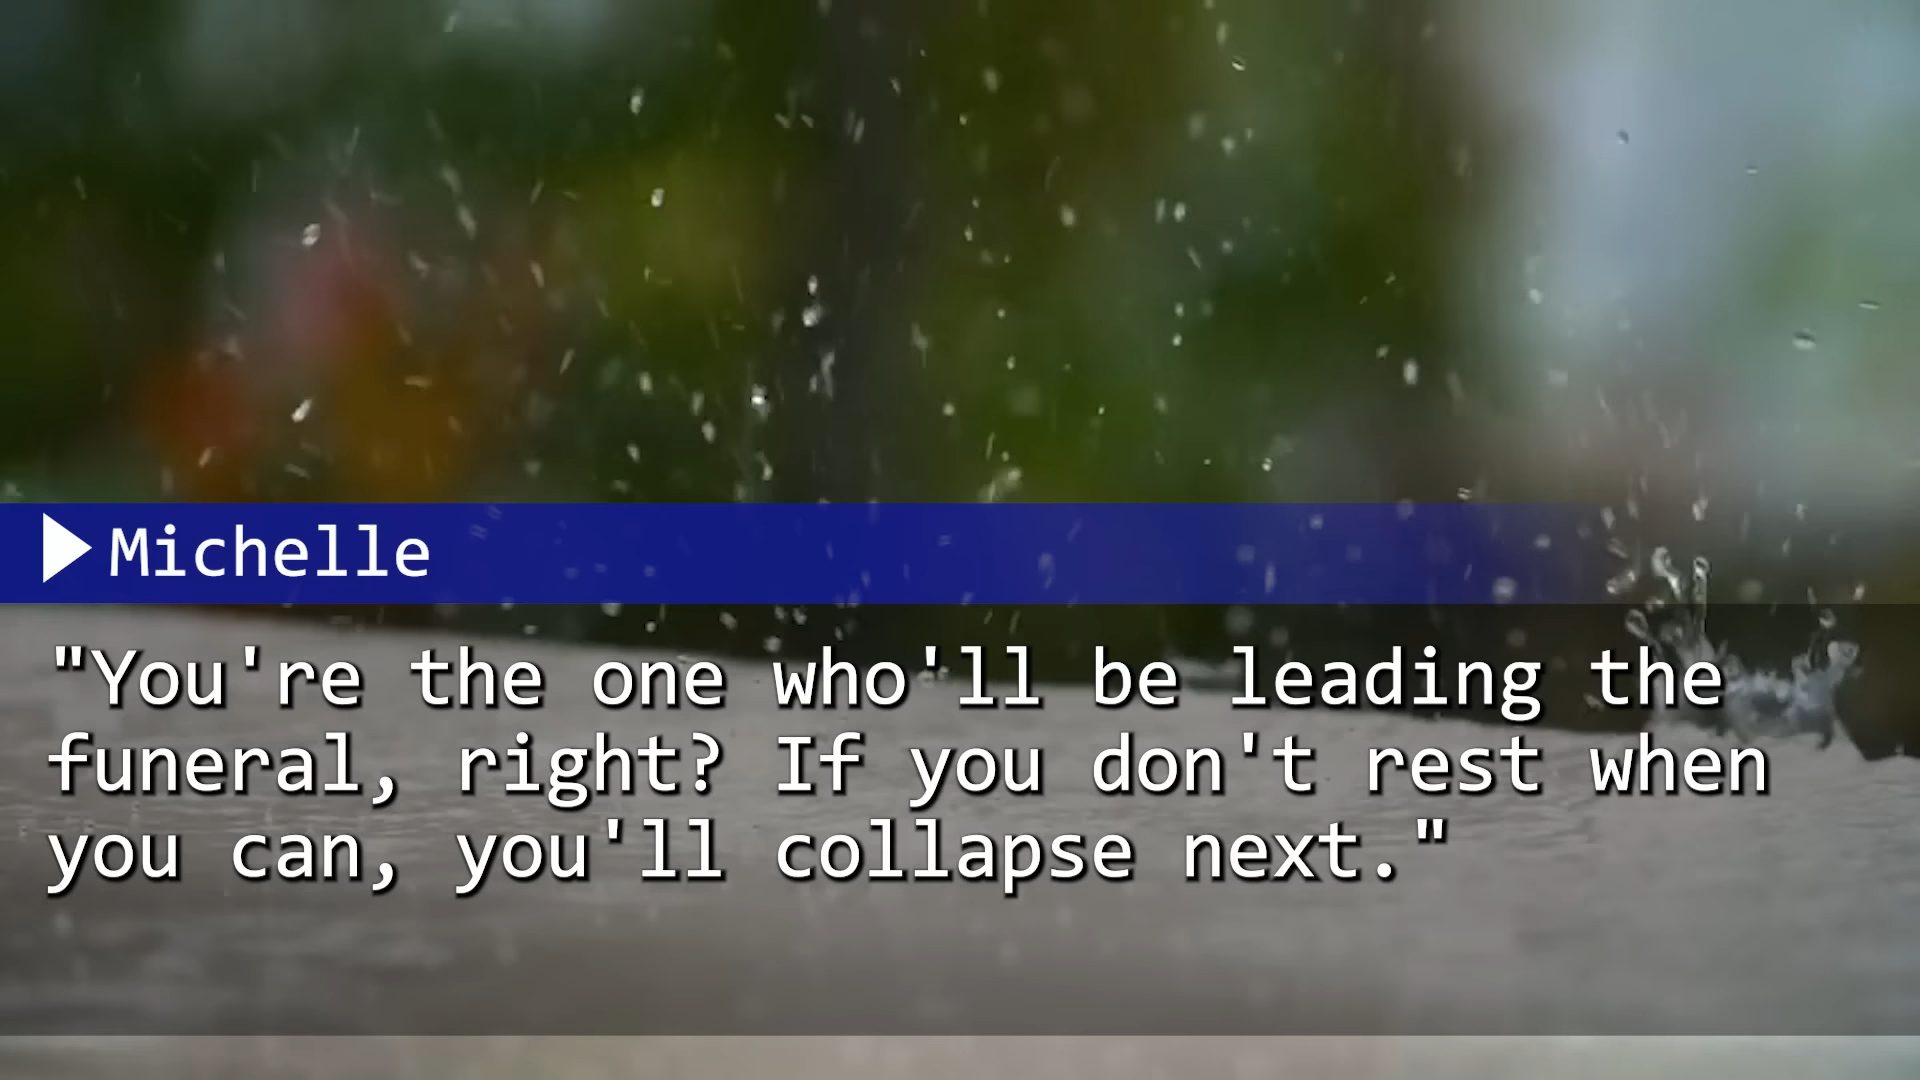 Michelle
"You're the one who'll be leading the
funeral, right? If you don't rest when
you can, you'll collapse next."